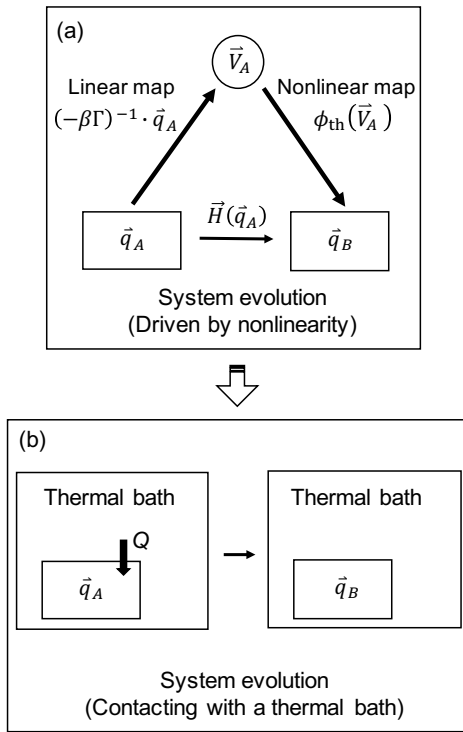 (a)
V⃗_A
Linear map
(−βΓ)⁻¹ · q⃗_A
Nonlinear map
ϕ_th(V⃗_A)
q⃗_A
H⃗(q⃗_A)
q⃗_B
System evolution
(Driven by nonlinearity)
(b)
Thermal bath
Q
q⃗_A
Thermal bath
q⃗_B
System evolution
(Contacting with a thermal bath)